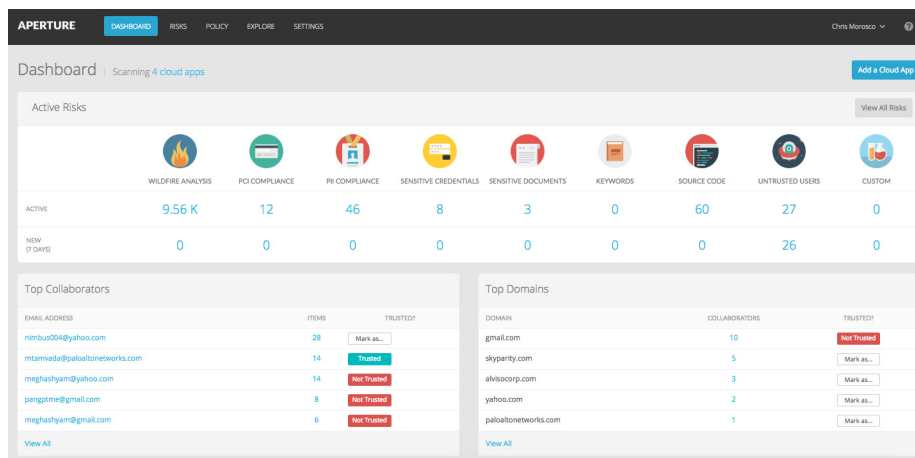 APERTURE DASHBOARD RISKS POLICY EXPLORE SETTINGS Chris Morosco ?
Dashboard Scanning 4 cloud apps Add a Cloud App
Active Risks View All Risks
WILDFIRE ANALYSIS PCI COMPLIANCE PII COMPLIANCE SENSITIVE CREDENTIALS SENSITIVE DOCUMENTS KEYWORDS SOURCE CODE UNTRUSTED USERS CUSTOM
ACTIVE 9.56 K 12 46 8 3 0 60 27 0
NEW
(7 DAYS) 0 0 0 0 0 0 0 26 0
Top Collaborators
EMAIL ADDRESS ITEMS TRUSTED?
nimbus004@yahoo.com 28 Mark as...
mtamvada@paloaltonetworks.com 14 Trusted
meghashyam@yahoo.com 14 Not Trusted
pangptme@gmail.com 8 Not Trusted
meghashyam@gmail.com 6 Not Trusted
View All
Top Domains
DOMAIN COLLABORATORS TRUSTED?
gmail.com 10 Not Trusted
skyparity.com 5 Mark as...
alvisocorp.com 3 Mark as...
yahoo.com 2 Mark as...
paloaltonetworks.com 1 Mark as...
View All